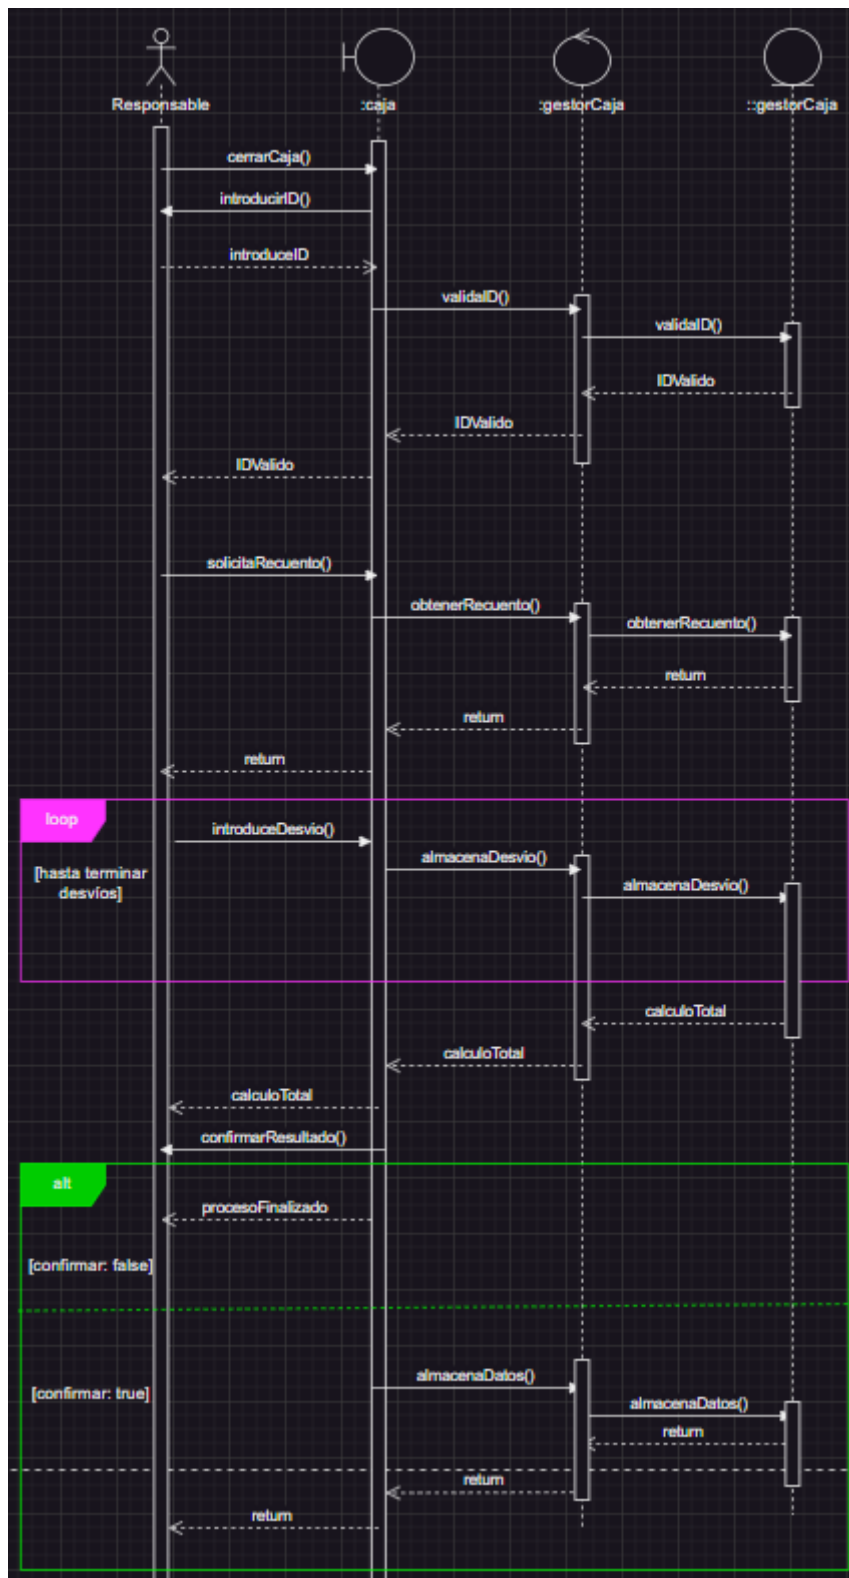 Responsable
:caja
:gestorCaja
::gestorCaja
cerrarCaja()
introducirID()
introduceID
validaID()
validaID()
IDValido
IDValido
IDValido
solicitaRecuento()
obtenerRecuento()
obtenerRecuento()
return
return
return
loop
introduceDesvio()
almacenaDesvio()
[hasta terminar
desvíos]
almacenaDesvio()
calculoTotal
calculoTotal
calculoTotal
confirmarResultado()
alt
procesoFinalizado
[confirmar: false]
almacenaDatos()
[confirmar: true]
almacenaDatos()
return
return
return